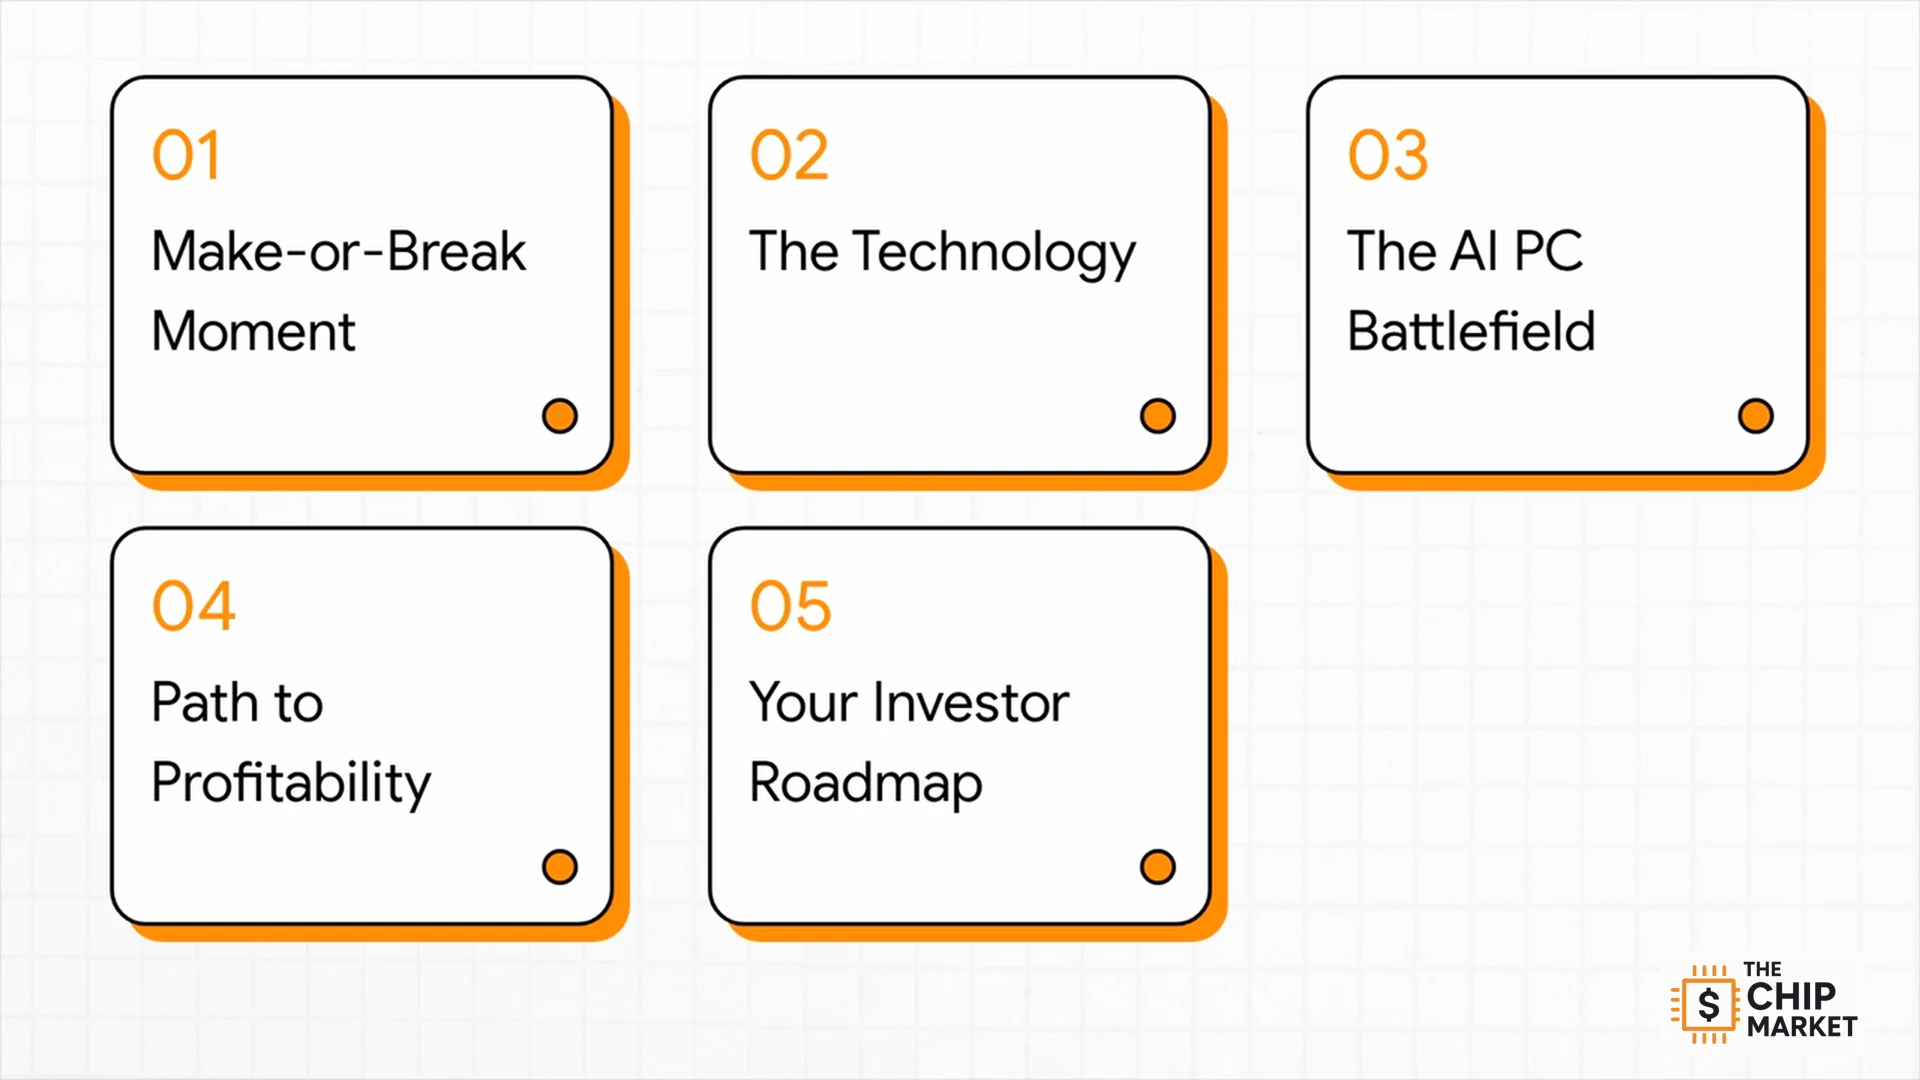 01
Make-or-Break
Moment
02
The Technology
03
The AI PC
Battlefield
04
Path to
Profitability
05
Your Investor
Roadmap
$
THE
CHIP
MARKET